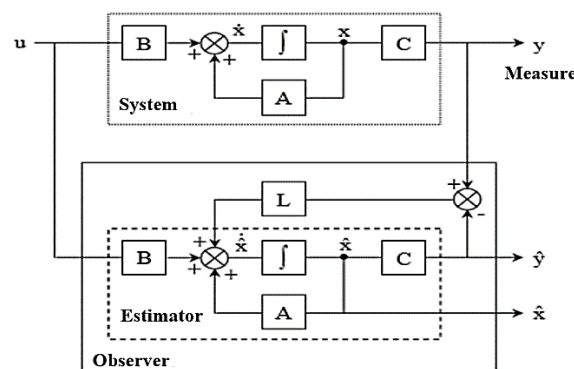 u
B
+
+
ẋ
∫
x
C
y
A
System
Measure
+
-
L
B
+
+
+
x̂̇
∫
x̂
C
ŷ
A
x̂
Estimator
Observer